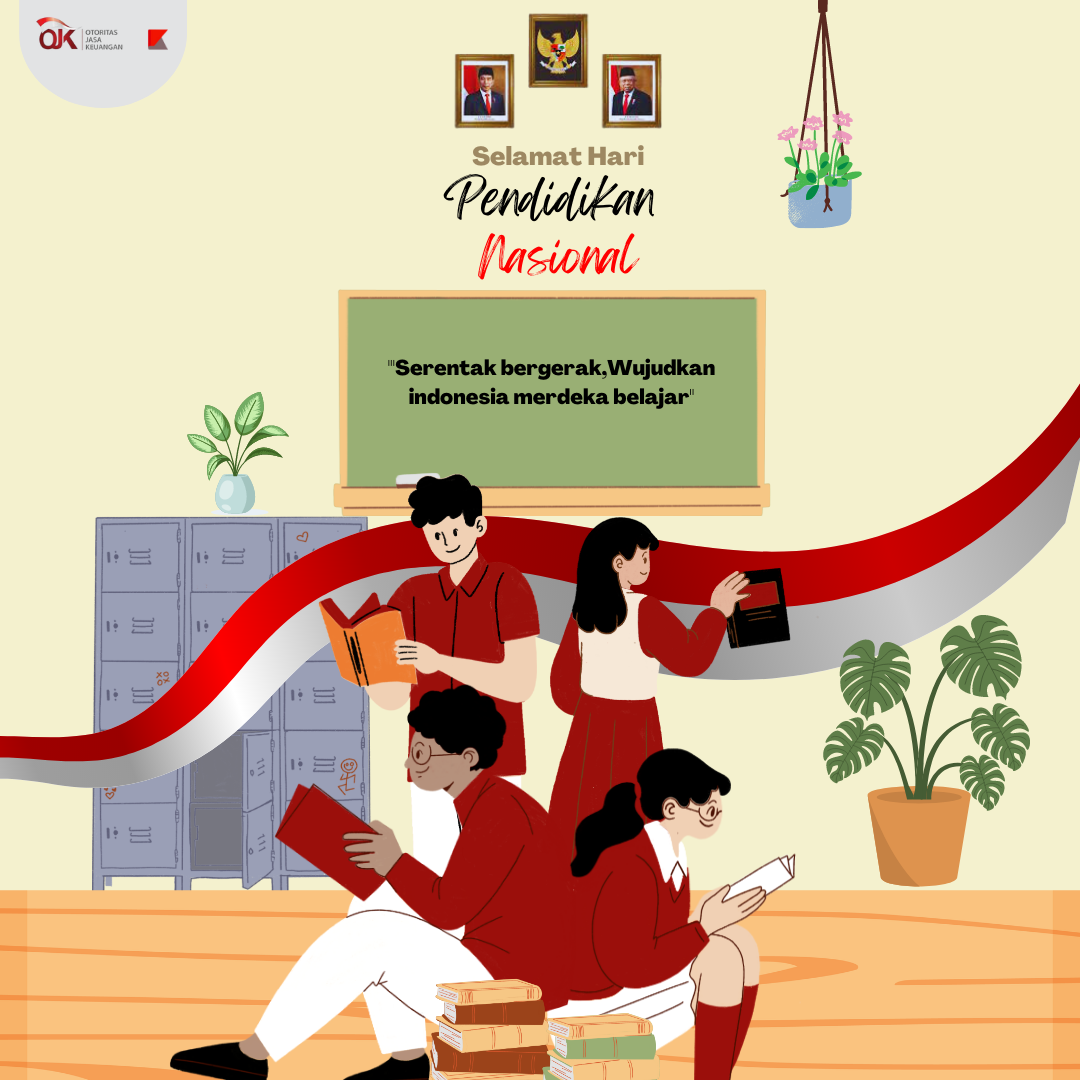 OJK
OTORITAS
JASA
KEUANGAN
Selamat Hari
Pendidikan
Nasional
"'Serentak bergerak,Wujudkan
indonesia merdeka belajar"